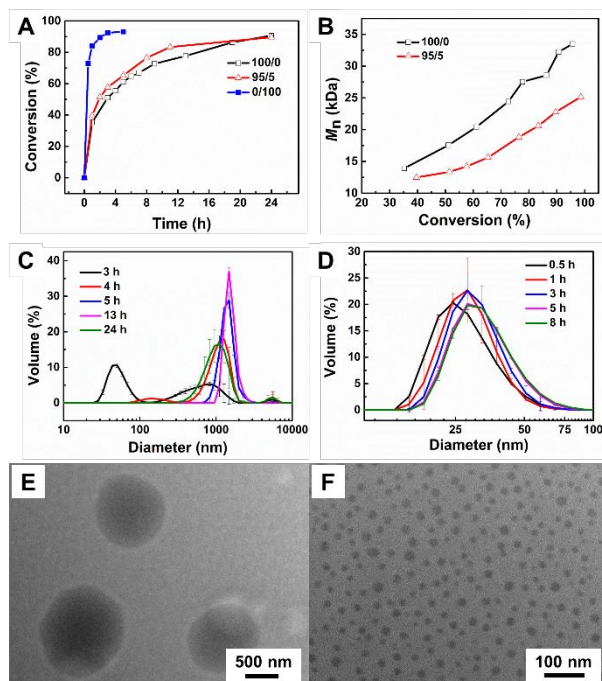 A
Conversion (%)
100
80
60
40
20
0
100/0
95/5
0/100
0 4 8 12 16 20 24
Time (h)
B
Mn (kDa)
35
30
25
20
15
10
100/0
95/5
30 40 50 60 70 80 90 100
Conversion (%)
C
Volume (%)
50
40
30
20
10
0
3 h
4 h
5 h
13 h
24 h
10 100 1000 10000
Diameter (nm)
D
Volume (%)
30
25
20
15
10
5
0
0.5 h
1 h
3 h
5 h
8 h
25 50 75 100
Diameter (nm)
E
500 nm
F
100 nm